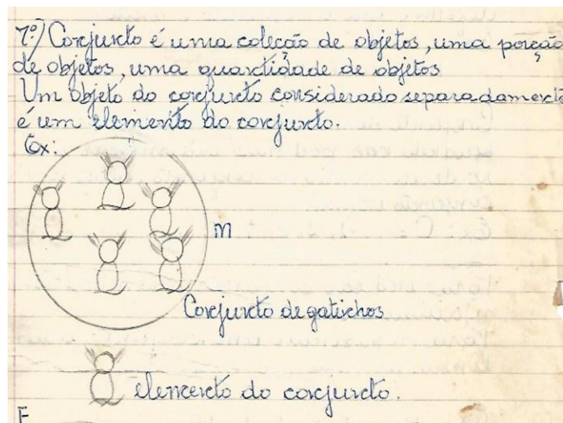 1º) Conjunto é uma coleção de objetos, uma porção
de objetos, uma quantidade de objetos
Um objeto do conjunto considerado separadamente
é um elemento do conjunto.
Ex:
M
Conjunto de gatinhos
elemento do conjunto.
F